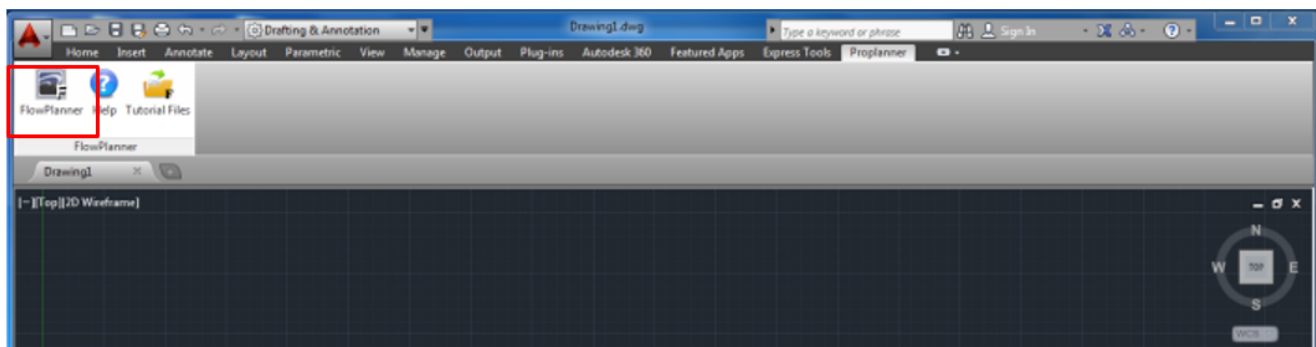 Drafting & Annotation Drawing1.dwg Type a keyword or phrase Sign In
Home Insert Annotate Layout Parametric View Manage Output Plug-ins Autodesk 360 Featured Apps Express Tools Proplanner
FlowPlanner Help Tutorial Files
FlowPlanner
Drawing1
[−][Top][2D Wireframe]
N
W TOP E
S
WCS